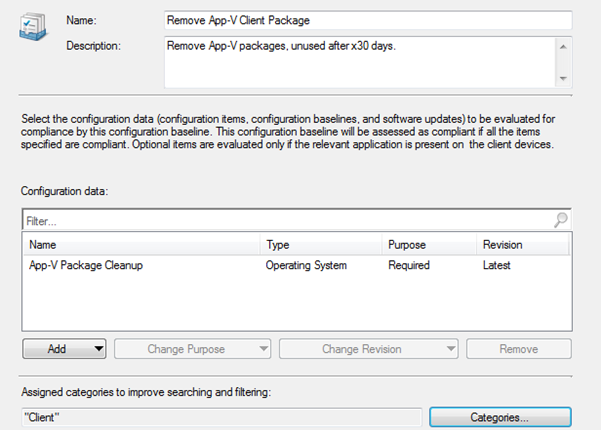 Name: Remove App-V Client Package
Description: Remove App-V packages, unused after x30 days.
Select the configuration data (configuration items, configuration baselines, and software updates) to be evaluated for
compliance by this configuration baseline. This configuration baseline will be assessed as compliant if all the items
specified are compliant. Optional items are evaluated only if the relevant application is present on the client devices.
Configuration data:
Filter...
Name Type Purpose Revision
App-V Package Cleanup Operating System Required Latest
Add Change Purpose Change Revision Remove
Assigned categories to improve searching and filtering:
"Client" Categories...